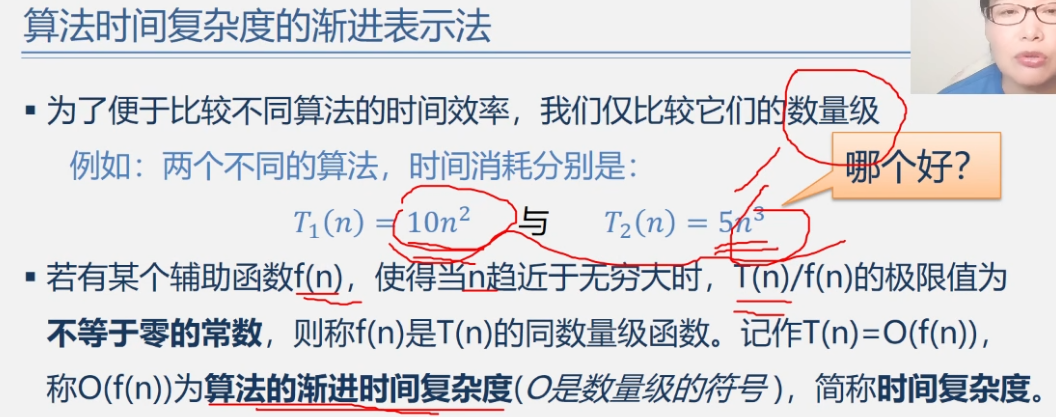 算法时间复杂度的渐进表示法
▪ 为了便于比较不同算法的时间效率，我们仅比较它们的数量级
例如：两个不同的算法，时间消耗分别是：
哪个好？
T₁(n) = 10n² 与 T₂(n) = 5n³
▪ 若有某个辅助函数f(n)，使得当n趋近于无穷大时，T(n)/f(n)的极限值为
不等于零的常数，则称f(n)是T(n)的同数量级函数。记作T(n)=O(f(n))，
称O(f(n))为算法的渐进时间复杂度(O是数量级的符号)，简称时间复杂度。